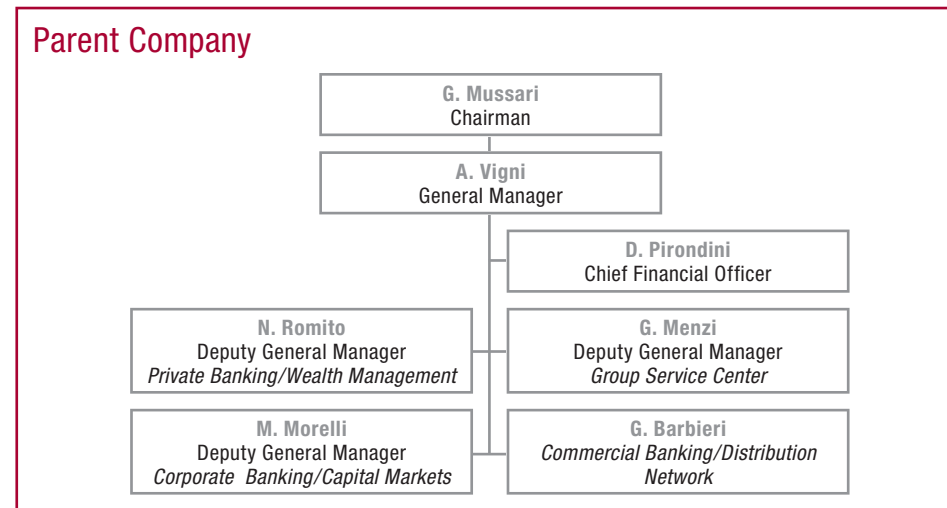 Parent Company
G. Mussari
Chairman
A. Vigni
General Manager
D. Pirondini
Chief Financial Officer
N. Romito
Deputy General Manager
Private Banking/Wealth Management
G. Menzi
Deputy General Manager
Group Service Center
M. Morelli
Deputy General Manager
Corporate Banking/Capital Markets
G. Barbieri
Commercial Banking/Distribution
Network